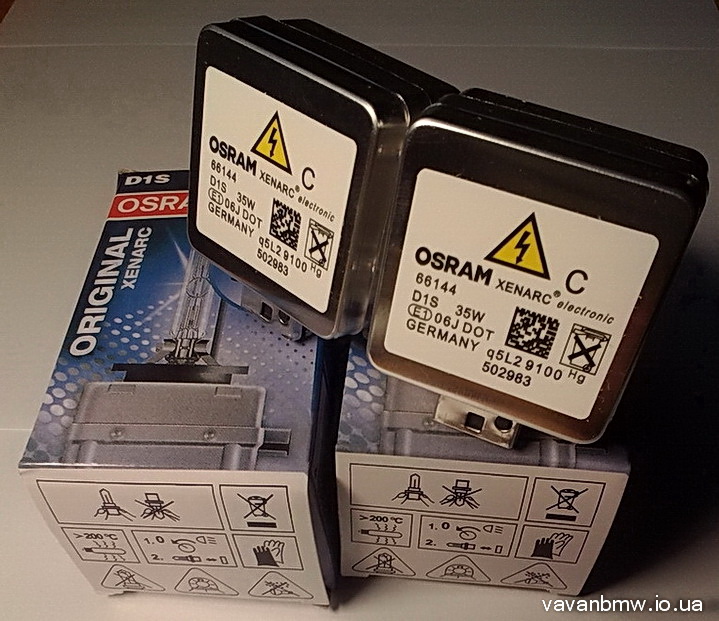 D1S
OSRA
ORIGINAL
XENARC
OSRAM XENARC electronic
C
66144
D1S 35W
E1 06J DOT
GERMANY
q5L2 9100
502983
Hg
OSRAM XENARC® electronic
C
66144
D1S 35W
E1 06J DOT
GERMANY
q5L2 9100
502983
Hg
>200 °C
1. 0
2.
>200 °C
1. 0
2.
vavanbmw.io.ua